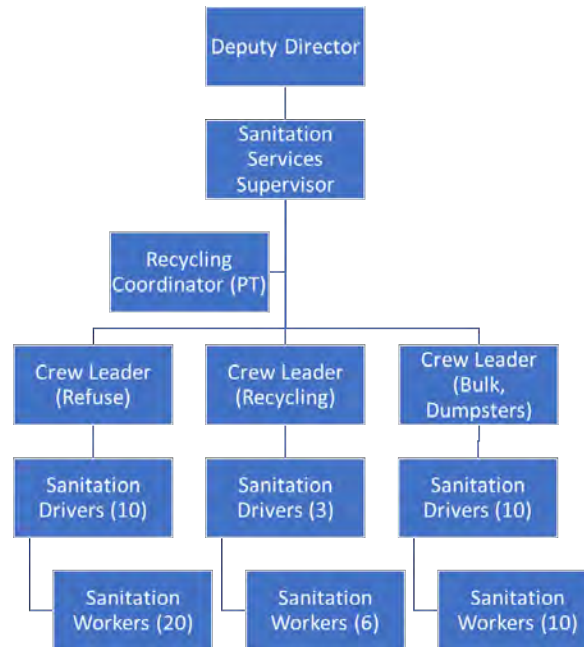 Deputy Director
Sanitation
Services
Supervisor
Recycling
Coordinator (PT)
Crew Leader
(Refuse)
Crew Leader
(Recycling)
Crew Leader
(Bulk,
Dumpsters)
Sanitation
Drivers (10)
Sanitation
Drivers (3)
Sanitation
Drivers (10)
Sanitation
Workers (20)
Sanitation
Workers (6)
Sanitation
Workers (10)